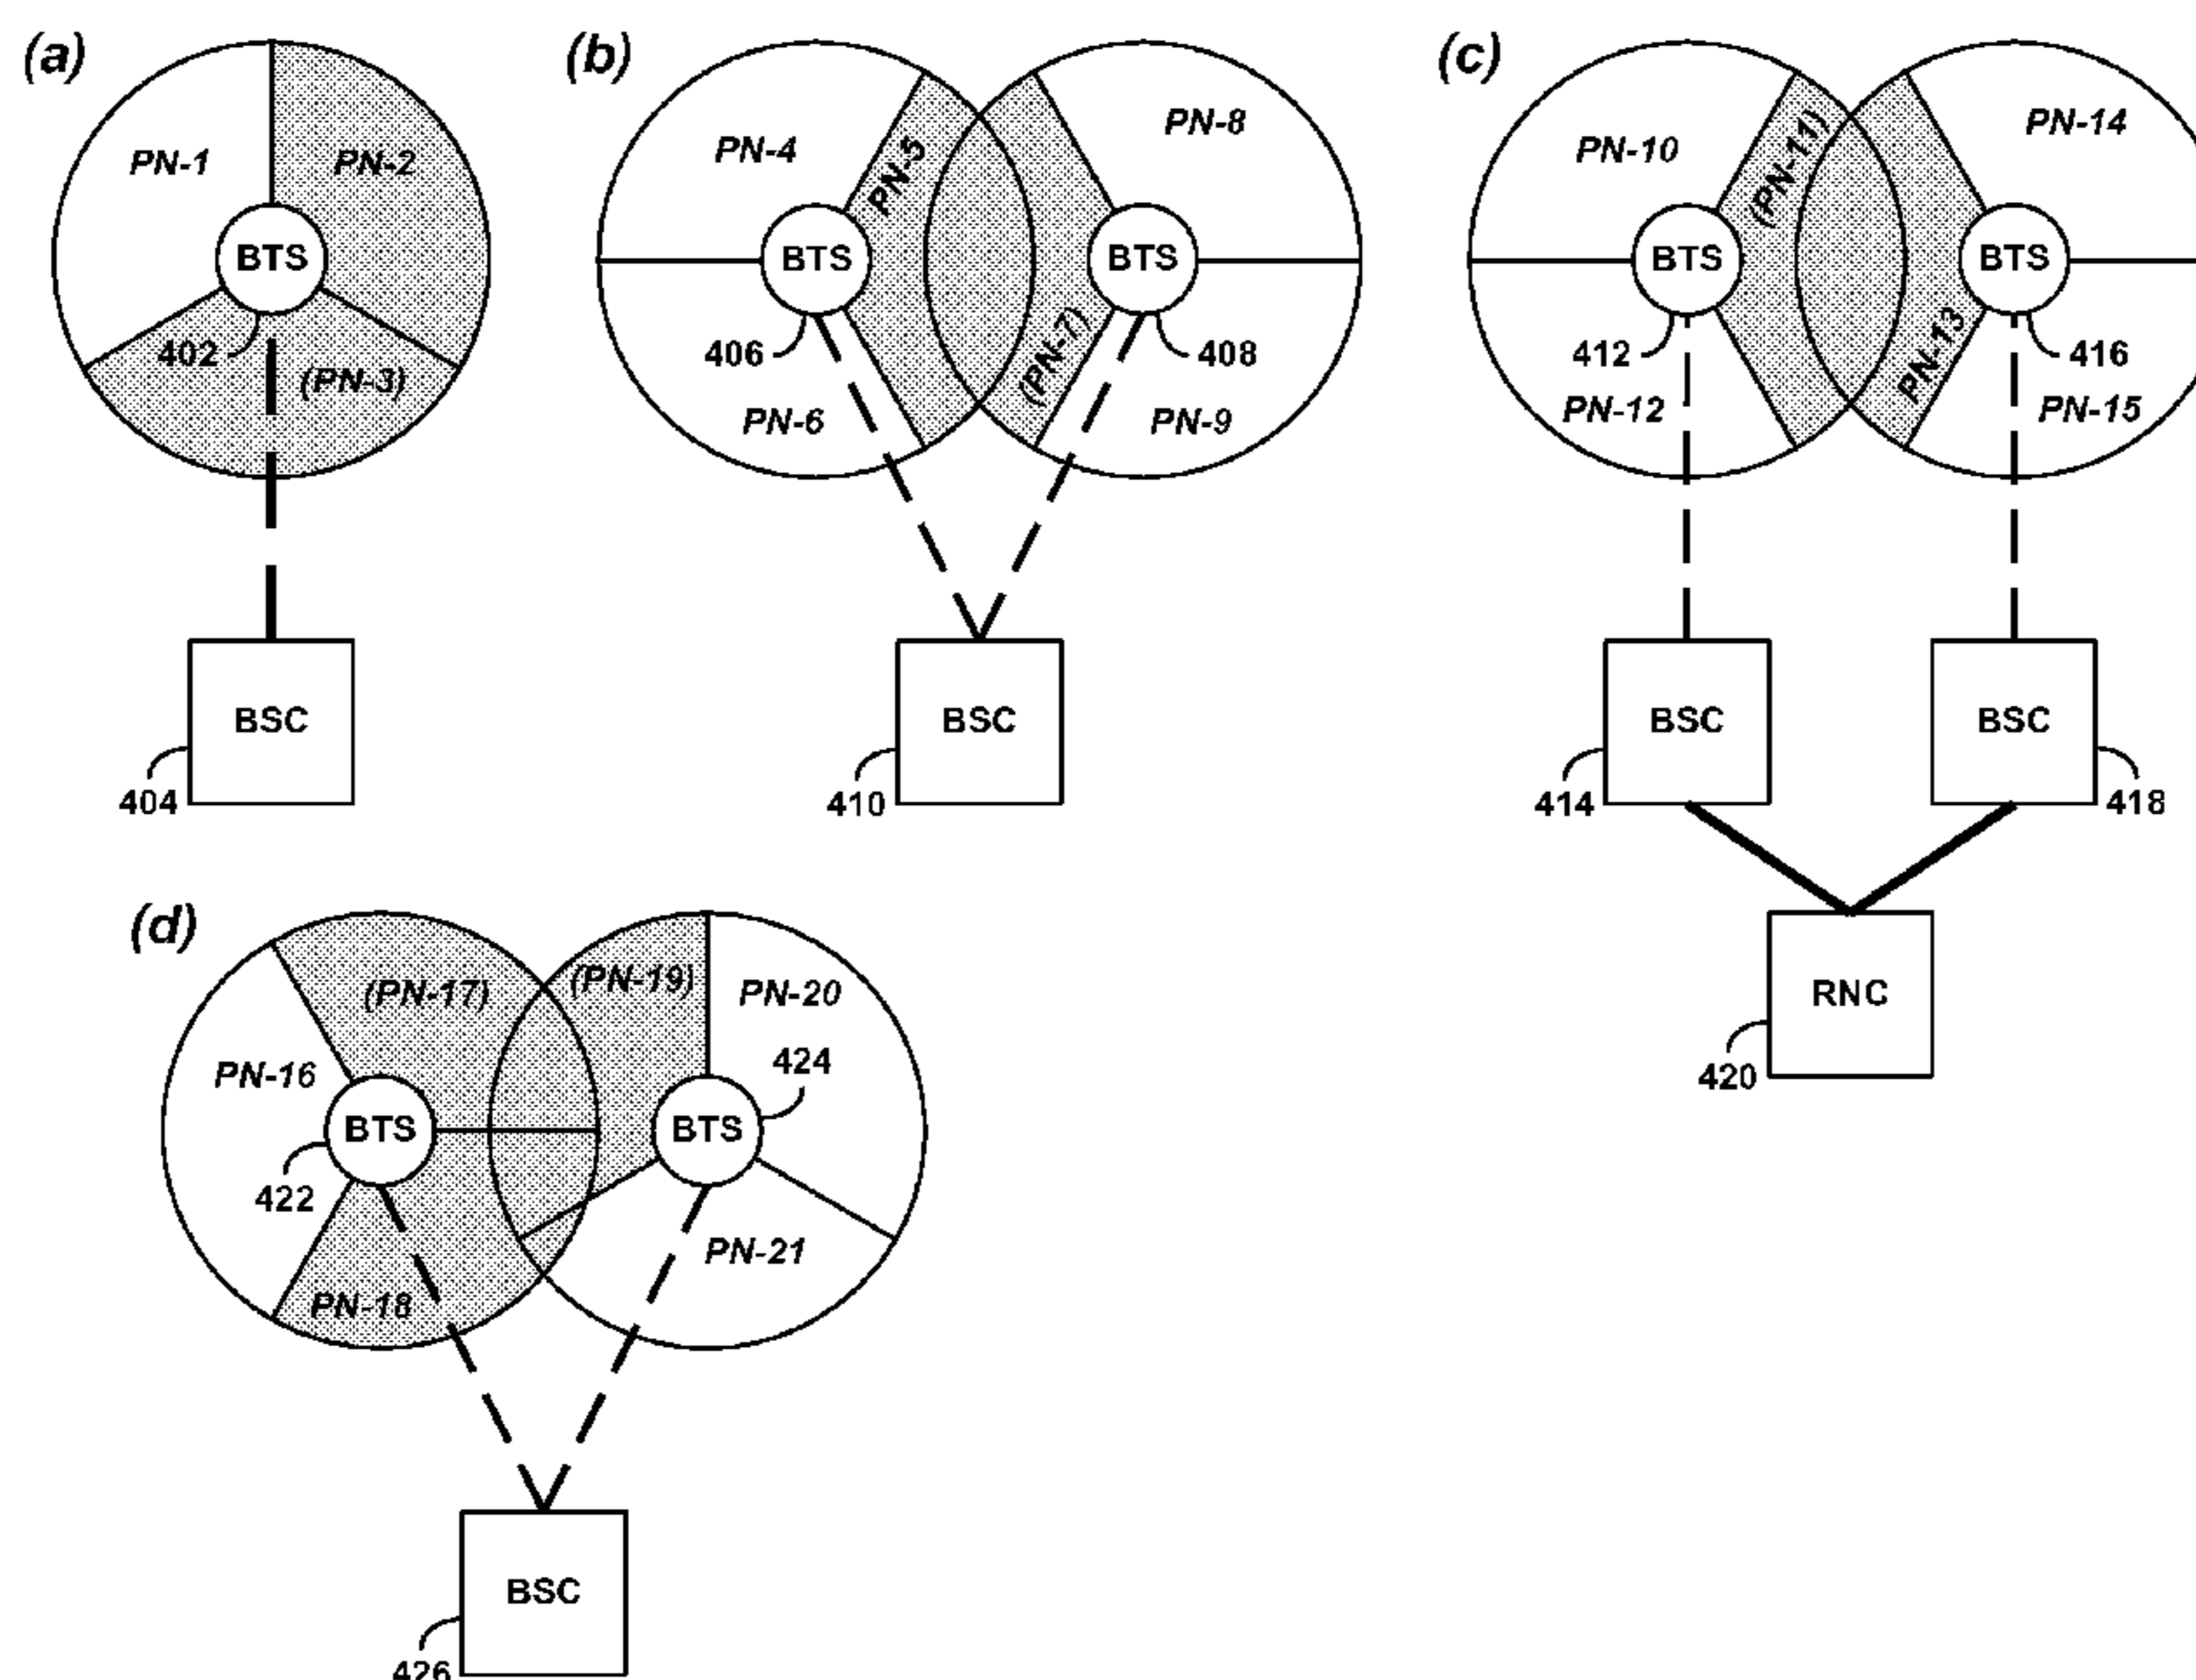 (a)
PN-1
PN-2
BTS
402
(PN-3)
BSC
404
(b)
PN-4
PN-5
PN-8
BTS
BTS
406
(PN-7)
408
PN-6
PN-9
BSC
410
(c)
PN-10
(PN-11)
PN-14
BTS
BTS
412
PN-13
416
PN-12
PN-15
BSC
BSC
414
418
RNC
420
(d)
(PN-17)
(PN-19)
PN-20
PN-16
424
BTS
BTS
422
PN-21
PN-18
BSC
426